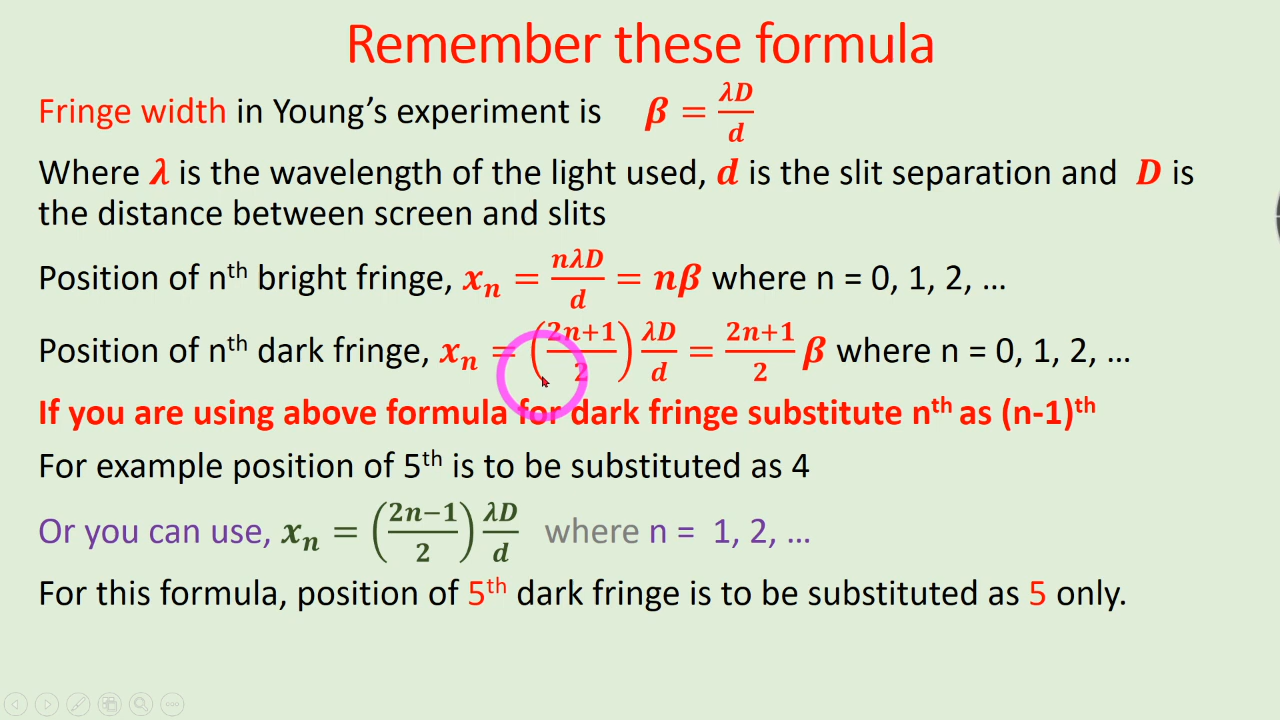 Remember these formula
Fringe width in Young’s experiment is β = λD/d
Where λ is the wavelength of the light used, d is the slit separation and D is
the distance between screen and slits
Position of nᵗʰ bright fringe, xₙ = nλD/d = nβ where n = 0, 1, 2, …
Position of nᵗʰ dark fringe, xₙ = ((2n+1)/2) λD/d = (2n+1)/2 β where n = 0, 1, 2, …
If you are using above formula for dark fringe substitute nᵗʰ as (n-1)ᵗʰ
For example position of 5ᵗʰ is to be substituted as 4
Or you can use, xₙ = ((2n−1)/2) λD/d where n = 1, 2, …
For this formula, position of 5ᵗʰ dark fringe is to be substituted as 5 only.